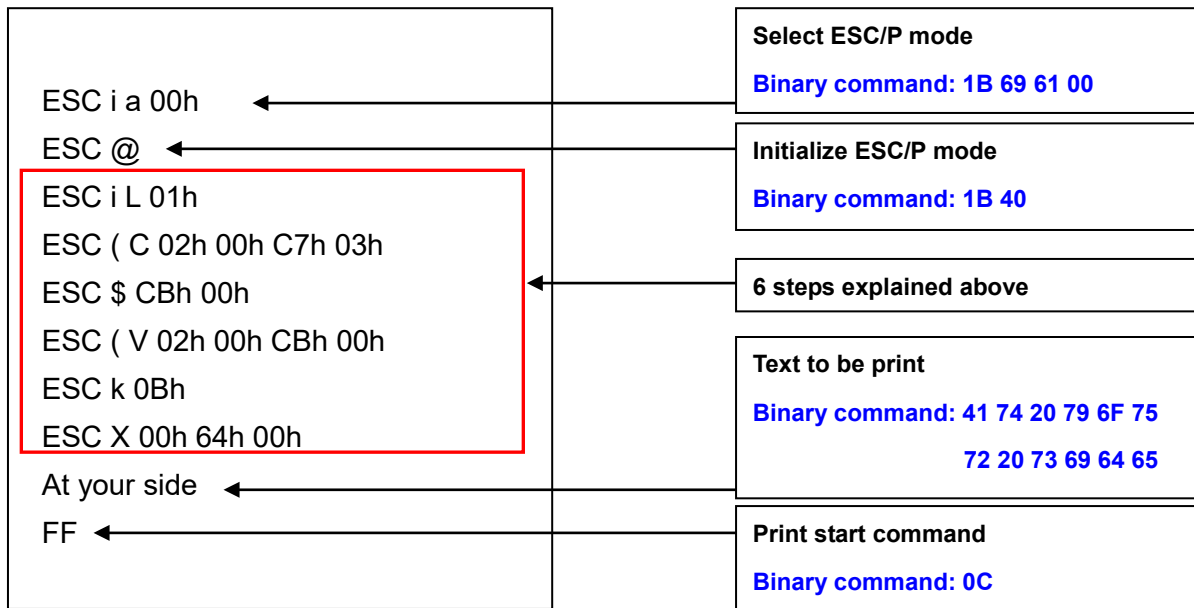 ESC i a 00h
ESC @
ESC i L 01h
ESC ( C 02h 00h C7h 03h
ESC $ CBh 00h
ESC ( V 02h 00h CBh 00h
ESC k 0Bh
ESC X 00h 64h 00h
At your side
FF
Select ESC/P mode
Binary command: 1B 69 61 00
Initialize ESC/P mode
Binary command: 1B 40
6 steps explained above
Text to be print
Binary command: 41 74 20 79 6F 75
72 20 73 69 64 65
Print start command
Binary command: 0C